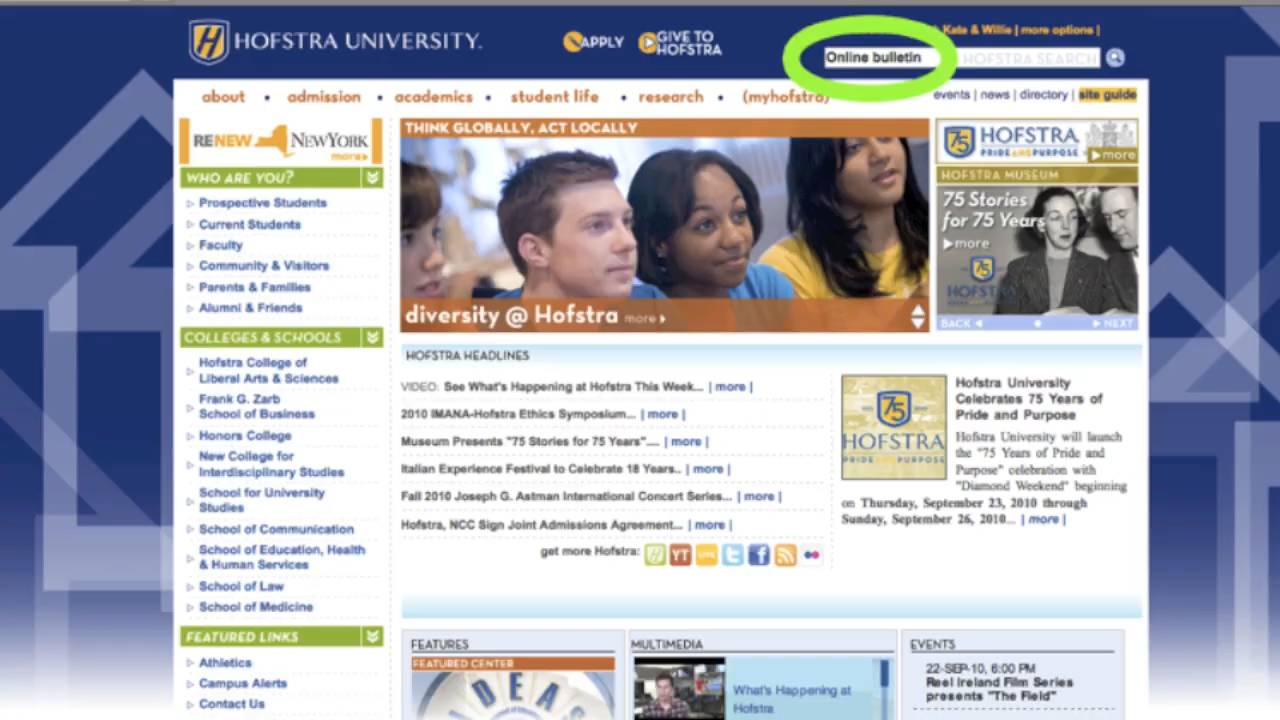 HOFSTRA UNIVERSITY.
APPLY
GIVE TO
HOFSTRA
Kate & Willie | more options |
Online bulletin
HOFSTRA SEARCH
about • admission • academics • student life • research • (myhofstra)
events | news | directory | site guide
RENEW NEWYORK
more
WHO ARE YOU?
Prospective Students
Current Students
Faculty
Community & Visitors
Parents & Families
Alumni & Friends
COLLEGES & SCHOOLS
Hofstra College of
Liberal Arts & Sciences
Frank G. Zarb
School of Business
Honors College
New College for
Interdisciplinary Studies
School for University
Studies
School of Communication
School of Education, Health
& Human Services
School of Law
School of Medicine
FEATURED LINKS
Athletics
Campus Alerts
Contact Us
THINK GLOBALLY, ACT LOCALLY
diversity @ Hofstra more
75 HOFSTRA
PRIDE AND PURPOSE
more
HOFSTRA MUSEUM
75 Stories
for 75 Years
more
75
HOFSTRA
BACK
NEXT
HOFSTRA HEADLINES
VIDEO: See What's Happening at Hofstra This Week... | more |
2010 IMANA-Hofstra Ethics Symposium... | more |
Museum Presents "75 Stories for 75 Years".... | more |
Italian Experience Festival to Celebrate 18 Years.. | more |
Fall 2010 Joseph G. Astman International Concert Series... | more |
Hofstra, NCC Sign Joint Admissions Agreement... | more |
get more Hofstra:
YT
LIVE
75
HOFSTRA
PRIDE AND PURPOSE
Hofstra University
Celebrates 75 Years of
Pride and Purpose
Hofstra University will launch
the "75 Years of Pride and
Purpose" celebration with
"Diamond Weekend" beginning
on Thursday, September 23, 2010 through
Sunday, September 26, 2010... | more |
FEATURES
FEATURED CENTER
IDEAS
MULTIMEDIA
What's Happening at
Hofstra
EVENTS
22-SEP-10, 6:00 PM
Reel Ireland Film Series
presents "The Field"